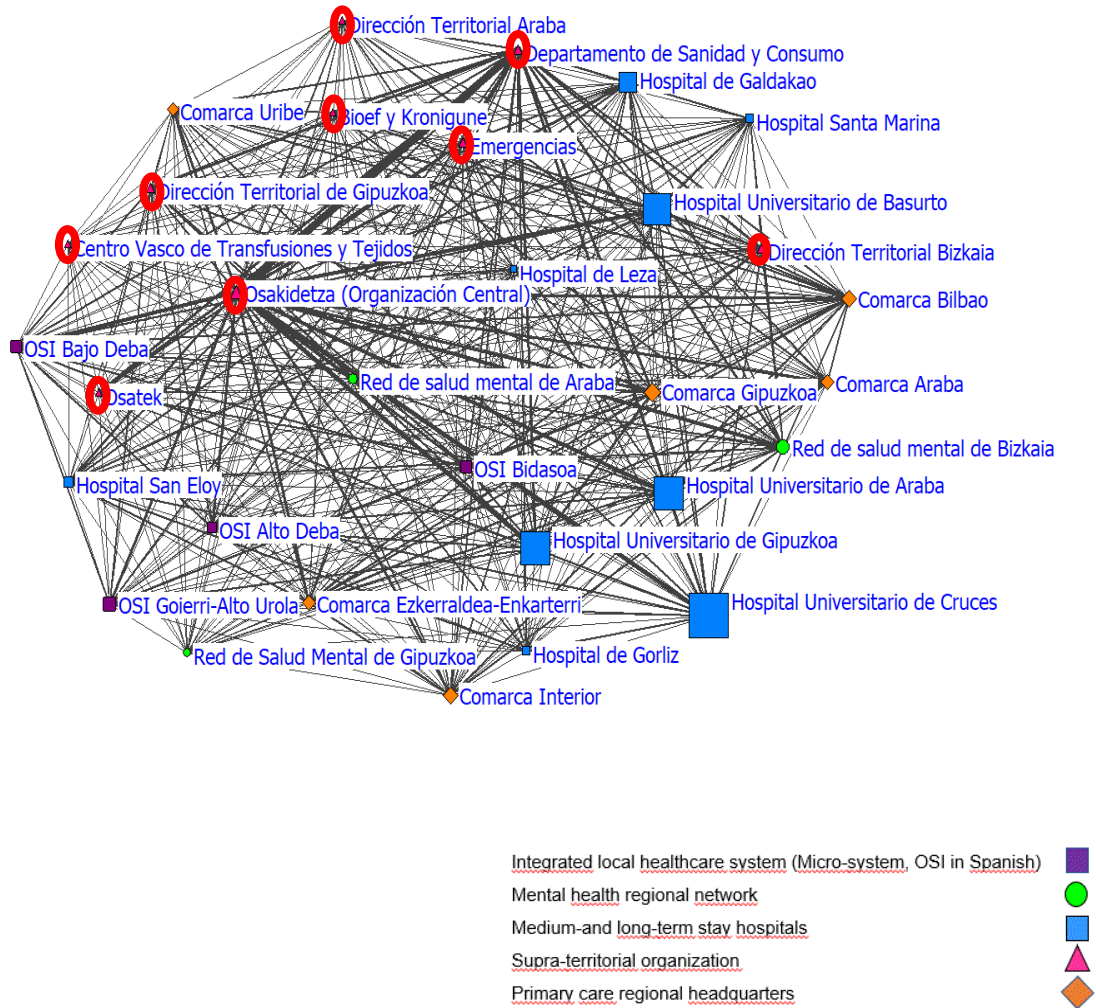 Dirección Territorial Araba
Departamento de Sanidad y Consumo
Hospital de Galdakao
Comarca Uribe
Bioef y Kronigune
Hospital Santa Marina
Emergencias
Dirección Territorial de Gipuzkoa
Hospital Universitario de Basurto
Centro Vasco de Transfusiones y Tejidos
Dirección Territorial Bizkaia
Hospital de Leza
Osakidetza (Organización Central)
Comarca Bilbao
OSI Bajo Deba
Red de salud mental de Araba
Comarca Araba
Comarca Gipuzkoa
Osatek
Red de salud mental de Bizkaia
OSI Bidasoa
Hospital San Eloy
Hospital Universitario de Araba
OSI Alto Deba
Hospital Universitario de Gipuzkoa
OSI Goierri-Alto Urola
Comarca Ezkerraldea-Enkarterri
Hospital Universitario de Cruces
Red de Salud Mental de Gipuzkoa
Hospital de Gorliz
Comarca Interior
Integrated local healthcare system (Micro-system, OSI in Spanish)
Mental health regional network
Medium-and long-term stay hospitals
Supra-territorial organization
Primary care regional headquarters